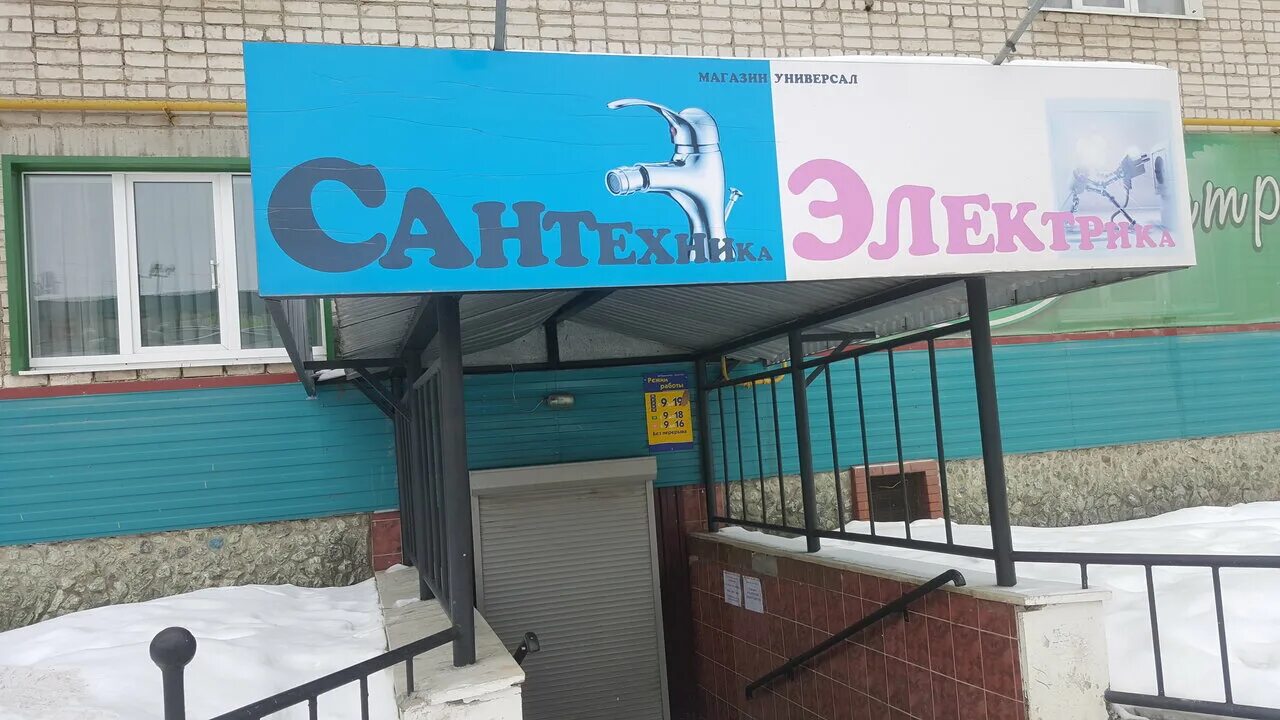 МАГАЗИН УНИВЕРСАЛ
САНТЕХНИКА
ЭЛЕКТРИКА
Режим
работы
9 19
9 18
9 16
Без перерыва